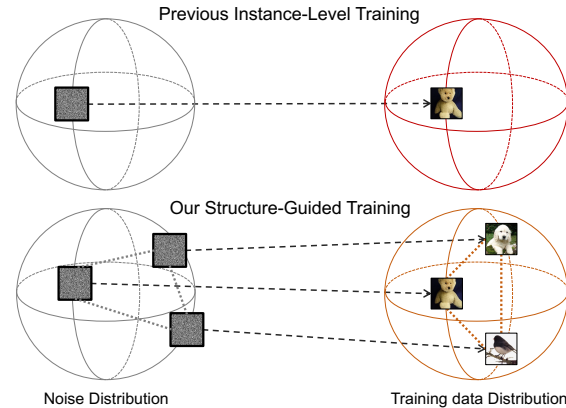 Previous Instance-Level Training
Our Structure-Guided Training
Noise Distribution
Training data Distribution